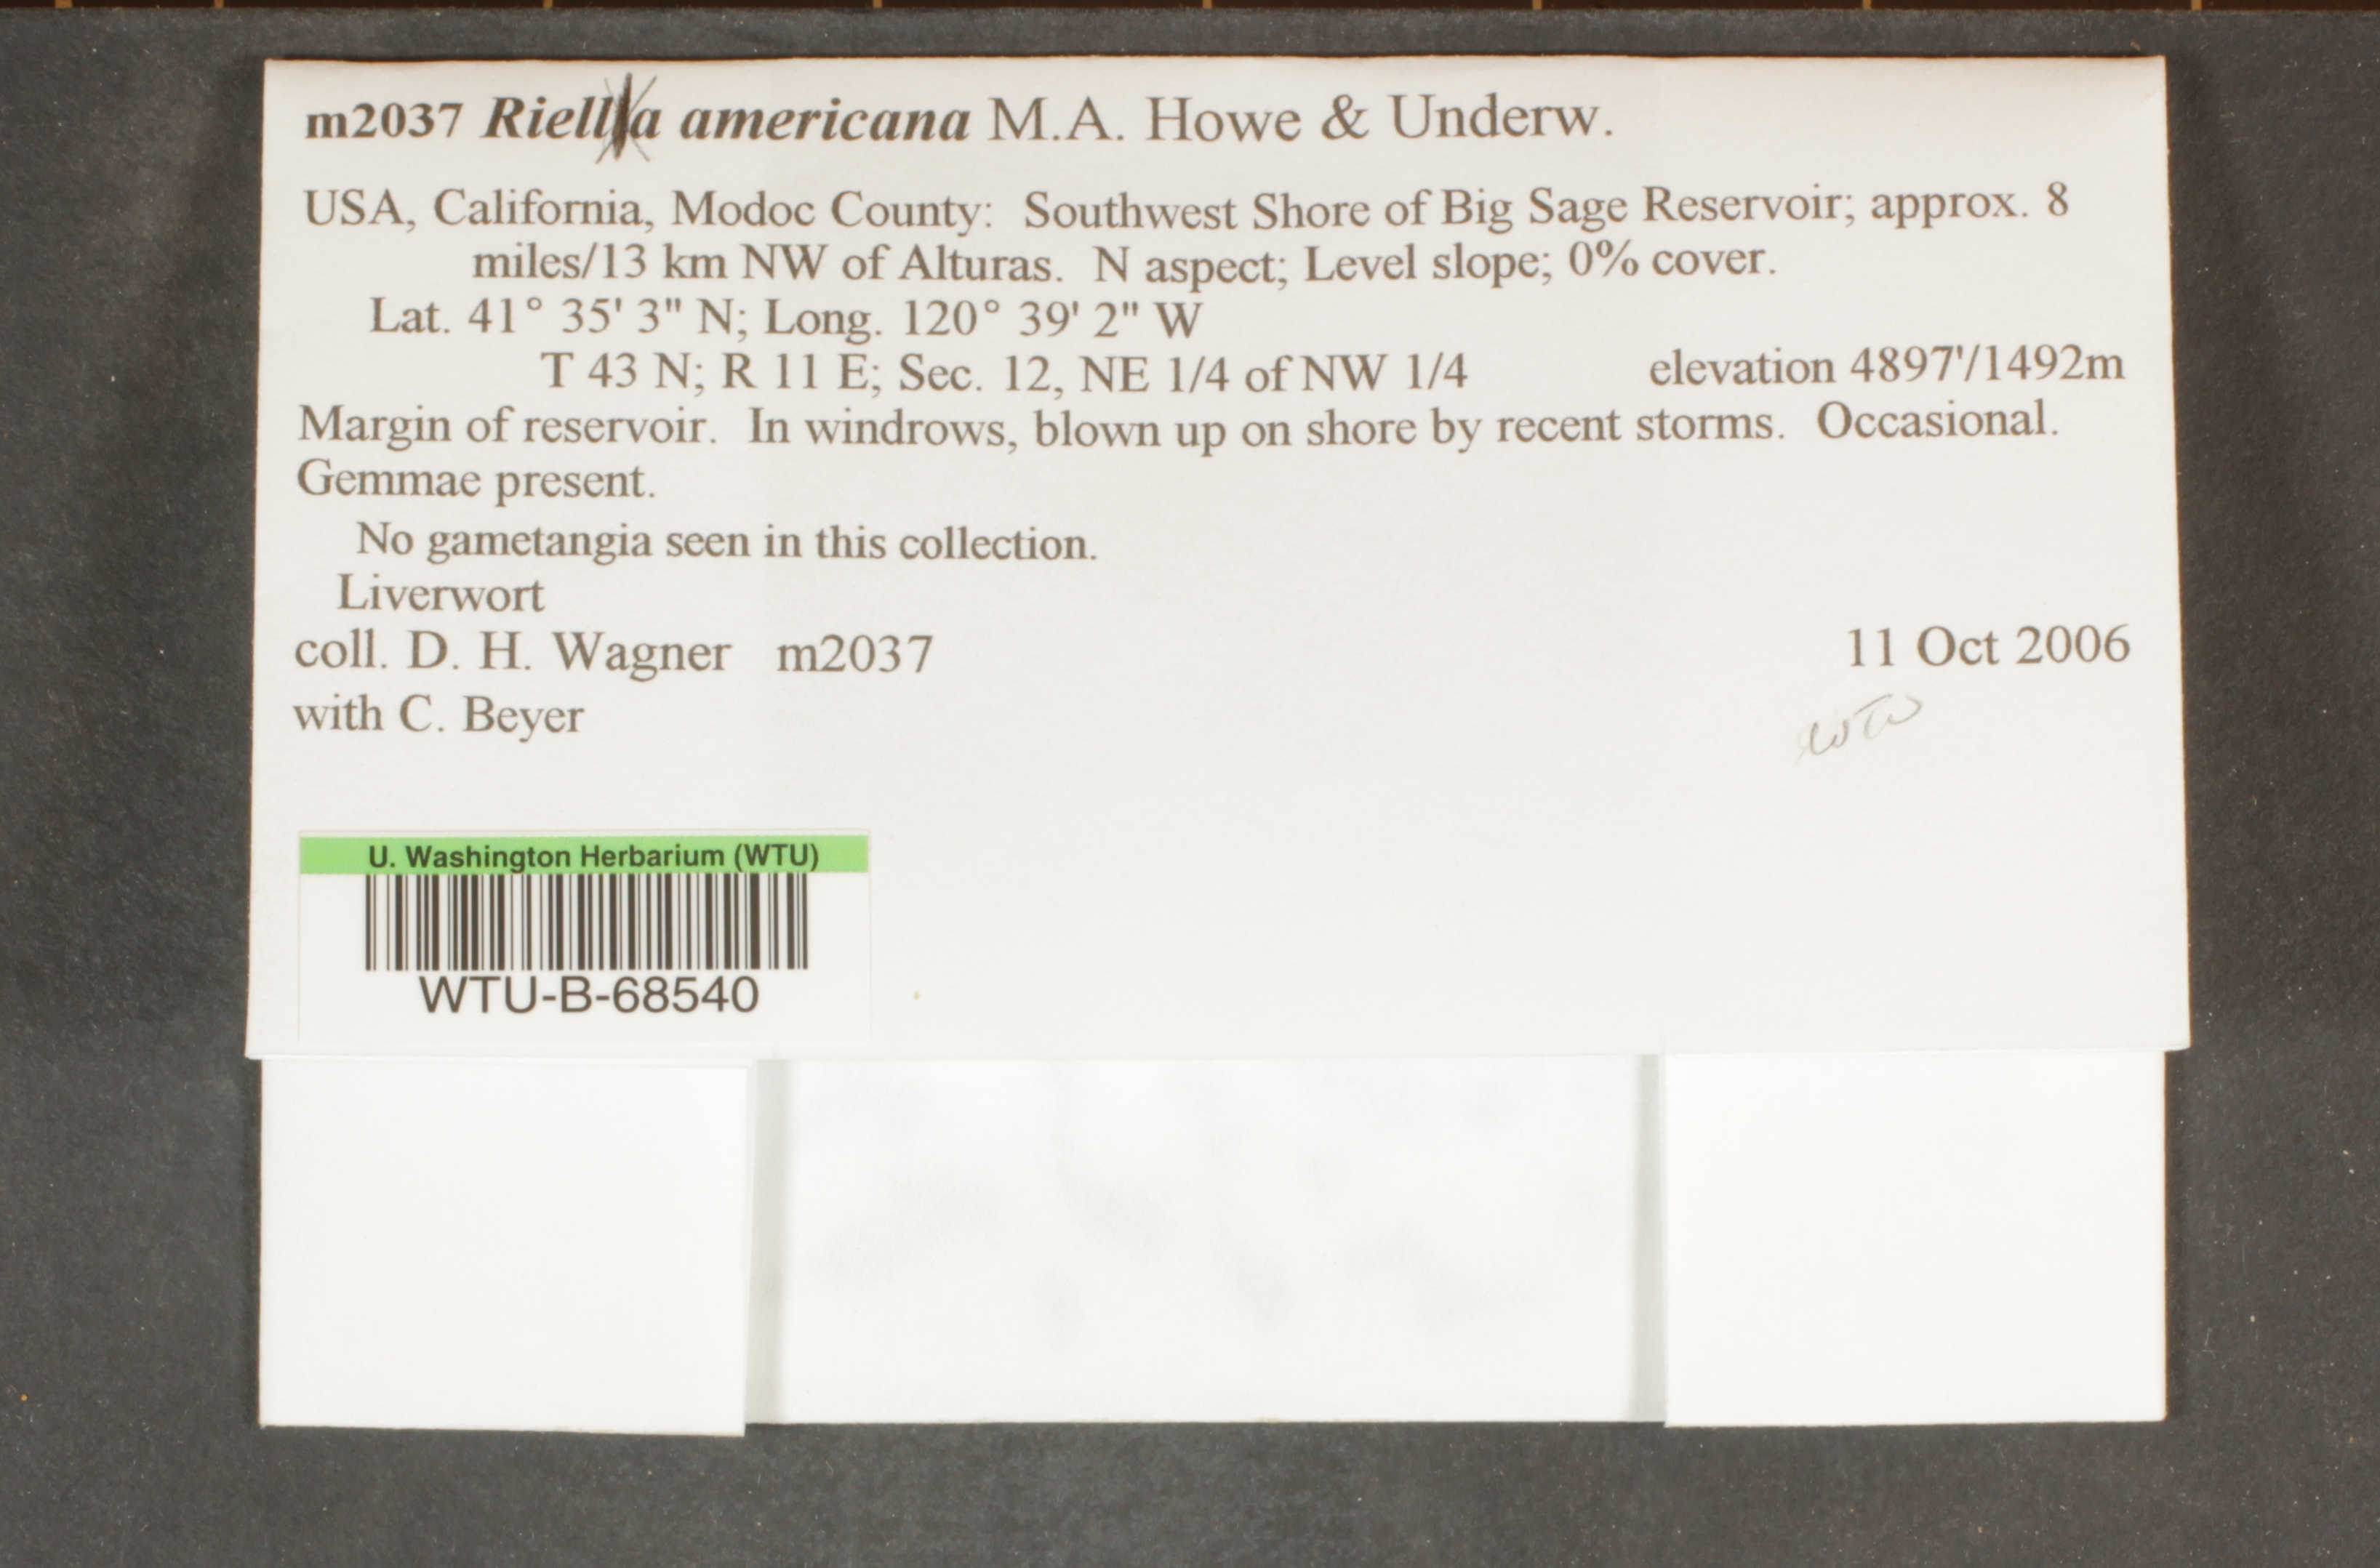 m2037 Riella americana M.A. Howe & Underw.
USA, California, Modoc County: Southwest Shore of Big Sage Reservoir; approx. 8
miles/13 km NW of Alturas. N aspect; Level slope; 0% cover.
Lat. 41° 35' 3" N; Long. 120° 39' 2" W
T 43 N; R 11 E; Sec. 12, NE 1/4 of NW 1/4 elevation 4897'/1492m
Margin of reservoir. In windrows, blown up on shore by recent storms. Occasional.
Gemmae present.
No gametangia seen in this collection.
Liverwort
coll. D. H. Wagner m2037 11 Oct 2006
with C. Beyer
WTU
U. Washington Herbarium (WTU)
WTU-B-68540